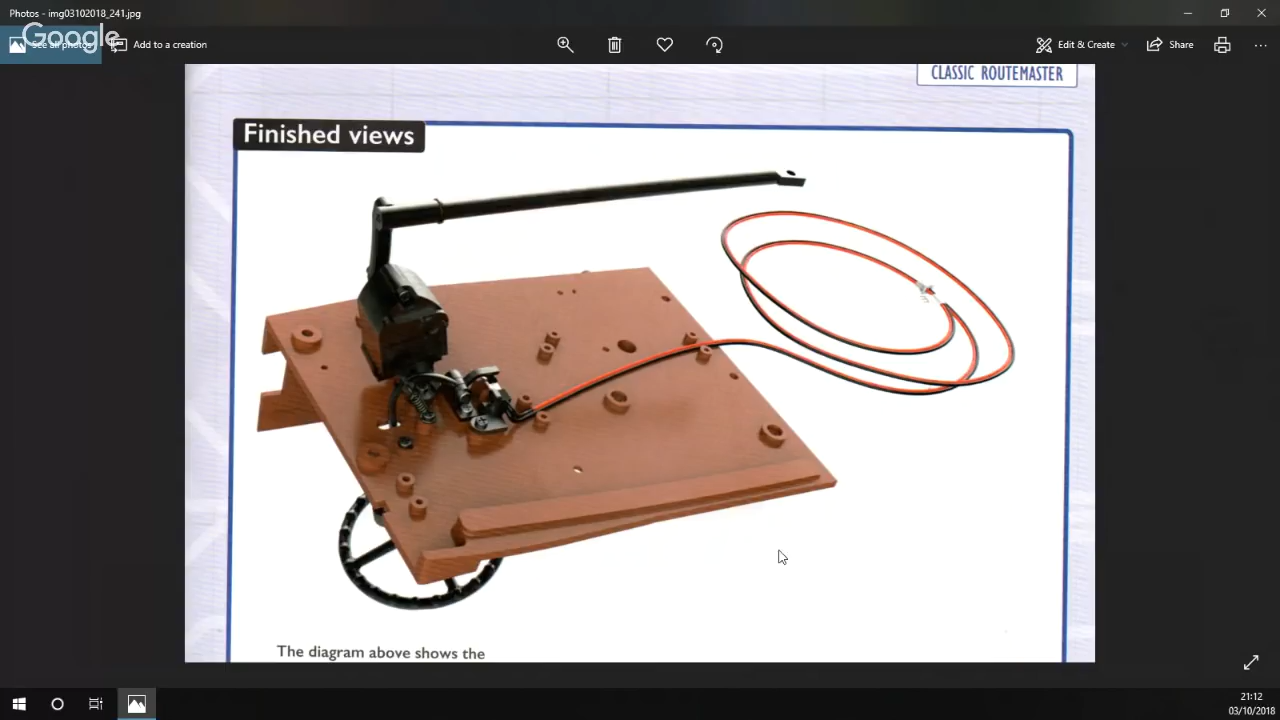 Photos - img03102018_241.jpg
Google
See all photos
Add to a creation
Edit & Create
Share
CLASSIC ROUTEMASTER
Finished views
The diagram above shows the
21:12
03/10/2018